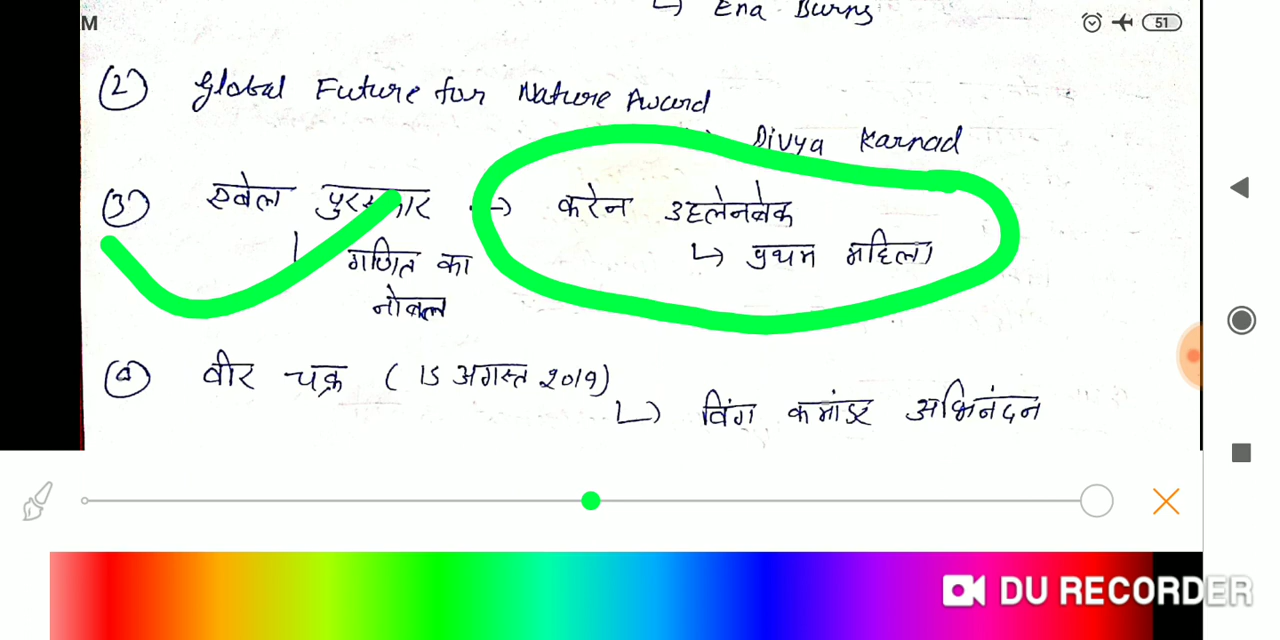 M
↳ Ena Burns
51
(2) Global Future for Nature Award
Divya Karnad
(3) एबेल पुरस्कार → करेन उहलेनबेक
↳ प्रथम महिला
गणित का
नोबल
(4) वीर चक्र ( 15 अगस्त 2019)
↳ विंग कमांडर अभिनंदन
DU RECORDER